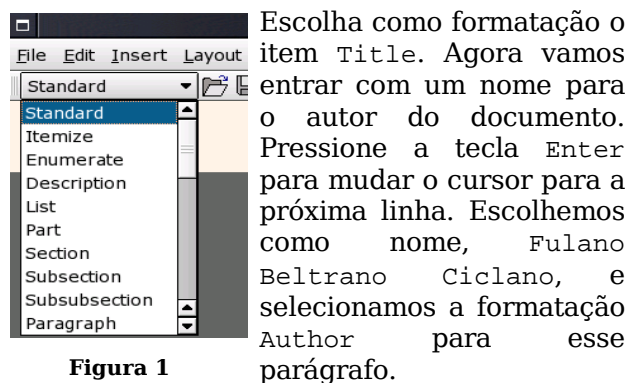 File Edit Insert Layout
Standard
Standard
Itemize
Enumerate
Description
List
Part
Section
Subsection
Subsubsection
Paragraph
Figura 1
Escolha como formatação o
item Title. Agora vamos
entrar com um nome para
o autor do documento.
Pressione a tecla Enter
para mudar o cursor para a
próxima linha. Escolhemos
como nome, Fulano
Beltrano Ciclano, e
selecionamos a formatação
Author para esse
parágrafo.